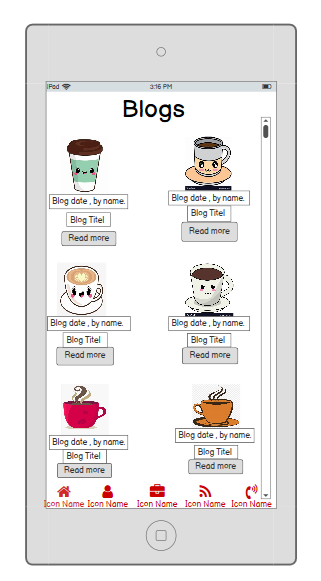 iPad 3:16 PM
Blogs
Blog date , by name. Blog date , by name.
Blog Titel Blog Titel
Read more Read more
Blog date , by name. Blog date , by name.
Blog Titel Blog Titel
Read more Read more
Blog date , by name. Blog date , by name.
Blog Titel Blog Titel
Read more Read more
Icon Name Icon Name Icon Name Icon Name Icon Name